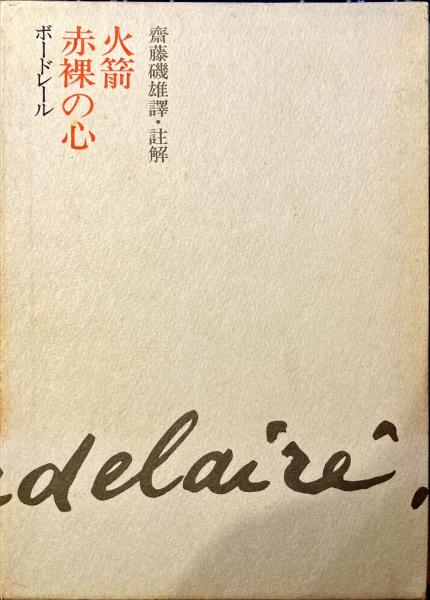 齋藤磯雄譯・註解
火箭
赤裸の心
ボードレール
delaire,